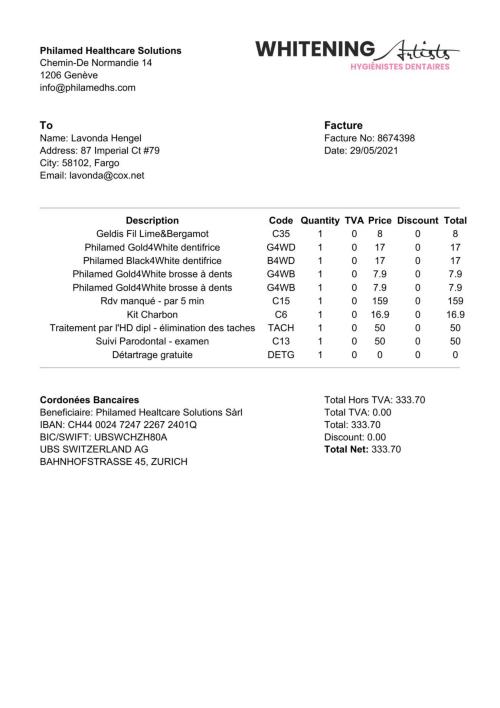 WHITENING Artists
HYGIÉNISTES DENTAIRES
Philamed Healthcare Solutions
Chemin-De Normandie 14
1206 Genève
info@philamedhs.com
To
Name: Lavonda Hengel
Address: 87 Imperial Ct #79
City: 58102, Fargo
Email: lavonda@cox.net
Facture
Facture No: 8674398
Date: 29/05/2021
Description Code Quantity TVA Price Discount Total
Geldis Fil Lime&Bergamot C35 1 0 8 0 8
Philamed Gold4White dentifrice G4WD 1 0 17 0 17
Philamed Black4White dentifrice B4WD 1 0 17 0 17
Philamed Gold4White brosse à dents G4WB 1 0 7.9 0 7.9
Philamed Gold4White brosse à dents G4WB 1 0 7.9 0 7.9
Rdv manqué - par 5 min C15 1 0 159 0 159
Kit Charbon C6 1 0 16.9 0 16.9
Traitement par l'HD dipl - élimination des taches TACH 1 0 50 0 50
Suivi Parodontal - examen C13 1 0 50 0 50
Détartrage gratuite DETG 1 0 0 0 0
Cordonées Bancaires
Beneficiaire: Philamed Healtcare Solutions Sàrl
IBAN: CH44 0024 7247 2267 2401Q
BIC/SWIFT: UBSWCHZH80A
UBS SWITZERLAND AG
BAHNHOFSTRASSE 45, ZURICH
Total Hors TVA: 333.70
Total TVA: 0.00
Total: 333.70
Discount: 0.00
Total Net: 333.70